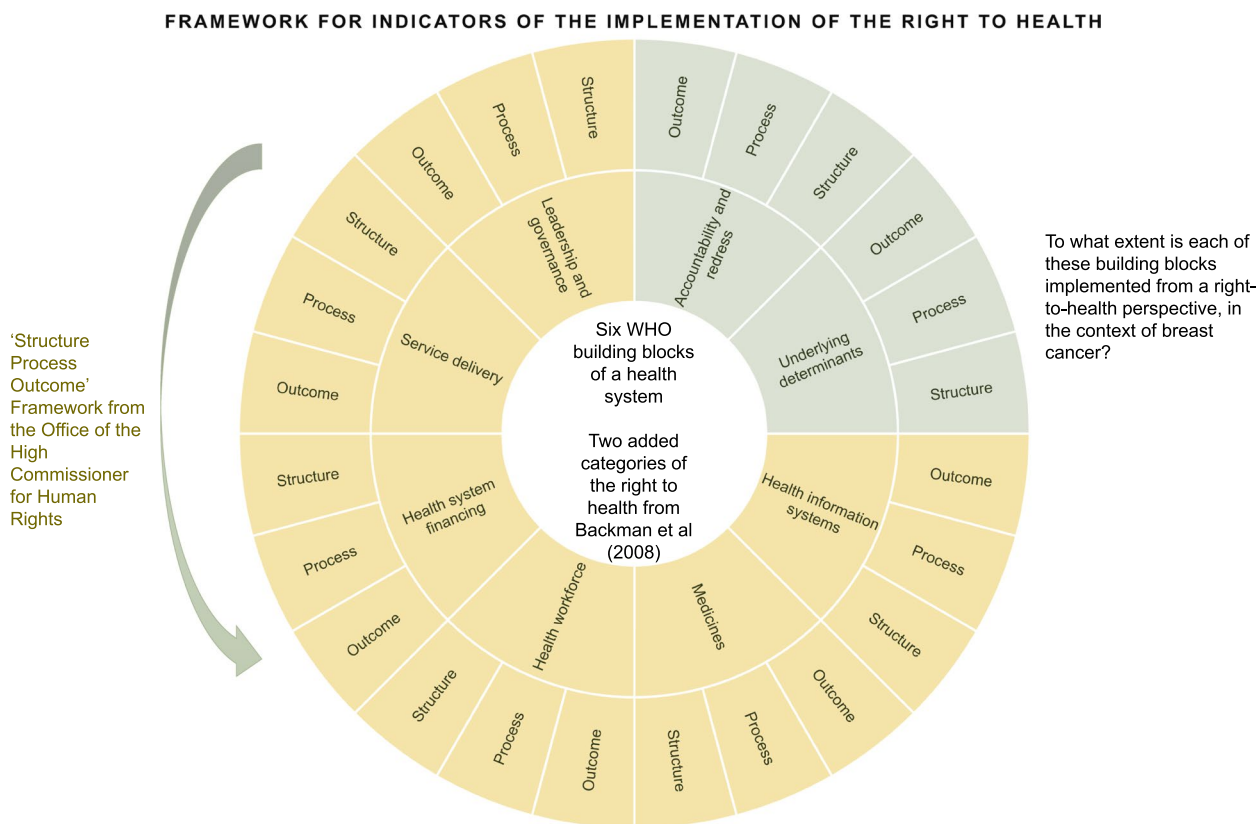 FRAMEWORK FOR INDICATORS OF THE IMPLEMENTATION OF THE RIGHT TO HEALTH
‘Structure
Process
Outcome’
Framework from
the Office of the
High
Commissioner
for Human
Rights
Structure
Process
Outcome
Structure
Process
Outcome
Structure
Process
Outcome
Structure
Process
Outcome
Structure
Process
Outcome
Structure
Process
Outcome
Structure
Process
Outcome
Structure
Process
Outcome
Leadership and
governance
Service delivery
Health system
financing
Health workforce
Medicines
Health information
systems
Underlying
determinants
Accountability and
redress
Six WHO
building blocks
of a health
system
Two added
categories of
the right to
health from
Backman et al
(2008)
To what extent is each of
these building blocks
implemented from a right-
to-health perspective, in
the context of breast
cancer?